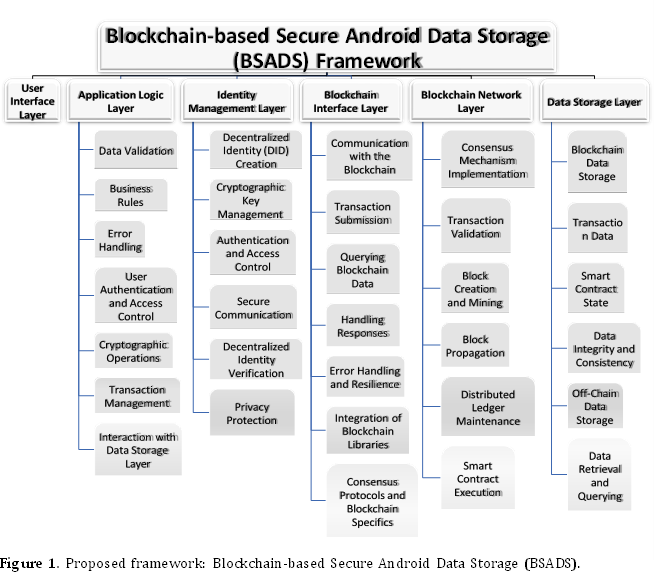 Blockchain-based Secure Android Data Storage
(BSADS) Framework
User
Interface
Layer
Application Logic
Layer
Data Validation
Business
Rules
Error
Handling
User
Authentication
and Access
Control
Cryptographic
Operations
Transaction
Management
Interaction with
Data Storage
Layer
Identity
Management Layer
Decentralized
Identity (DID)
Creation
Cryptographic
Key
Management
Authentication
and Access
Control
Secure
Communication
Decentralized
Identity
Verification
Privacy
Protection
Blockchain
Interface Layer
Communication
with the
Blockchain
Transaction
Submission
Querying
Blockchain
Data
Handling
Responses
Error Handling
and Resilience
Integration of
Blockchain
Libraries
Consensus
Protocols and
Blockchain
Specifics
Blockchain Network
Layer
Consensus
Mechanism
Implementation
Transaction
Validation
Block
Creation
and Mining
Block
Propagation
Distributed
Ledger
Maintenance
Smart
Contract
Execution
Data Storage Layer
Blockchain
Data
Storage
Transactio
n Data
Smart
Contract
State
Data
Integrity and
Consistency
Off-Chain
Data
Storage
Data
Retrieval
and
Querying
Figure 1. Proposed framework: Blockchain-based Secure Android Data Storage (BSADS).